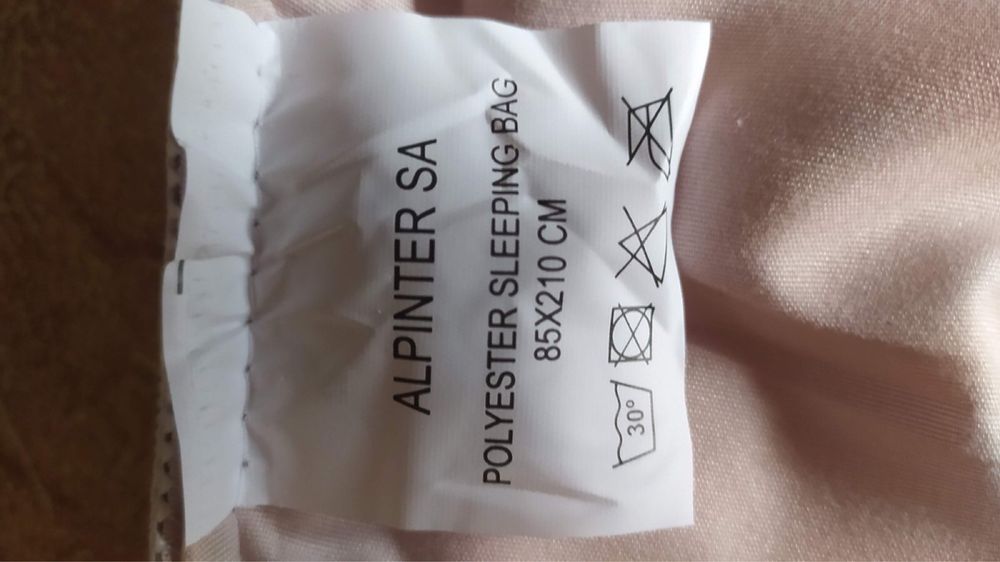 ALPINTER SA
POLYESTER SLEEPING BAG
85X210 CM
30°